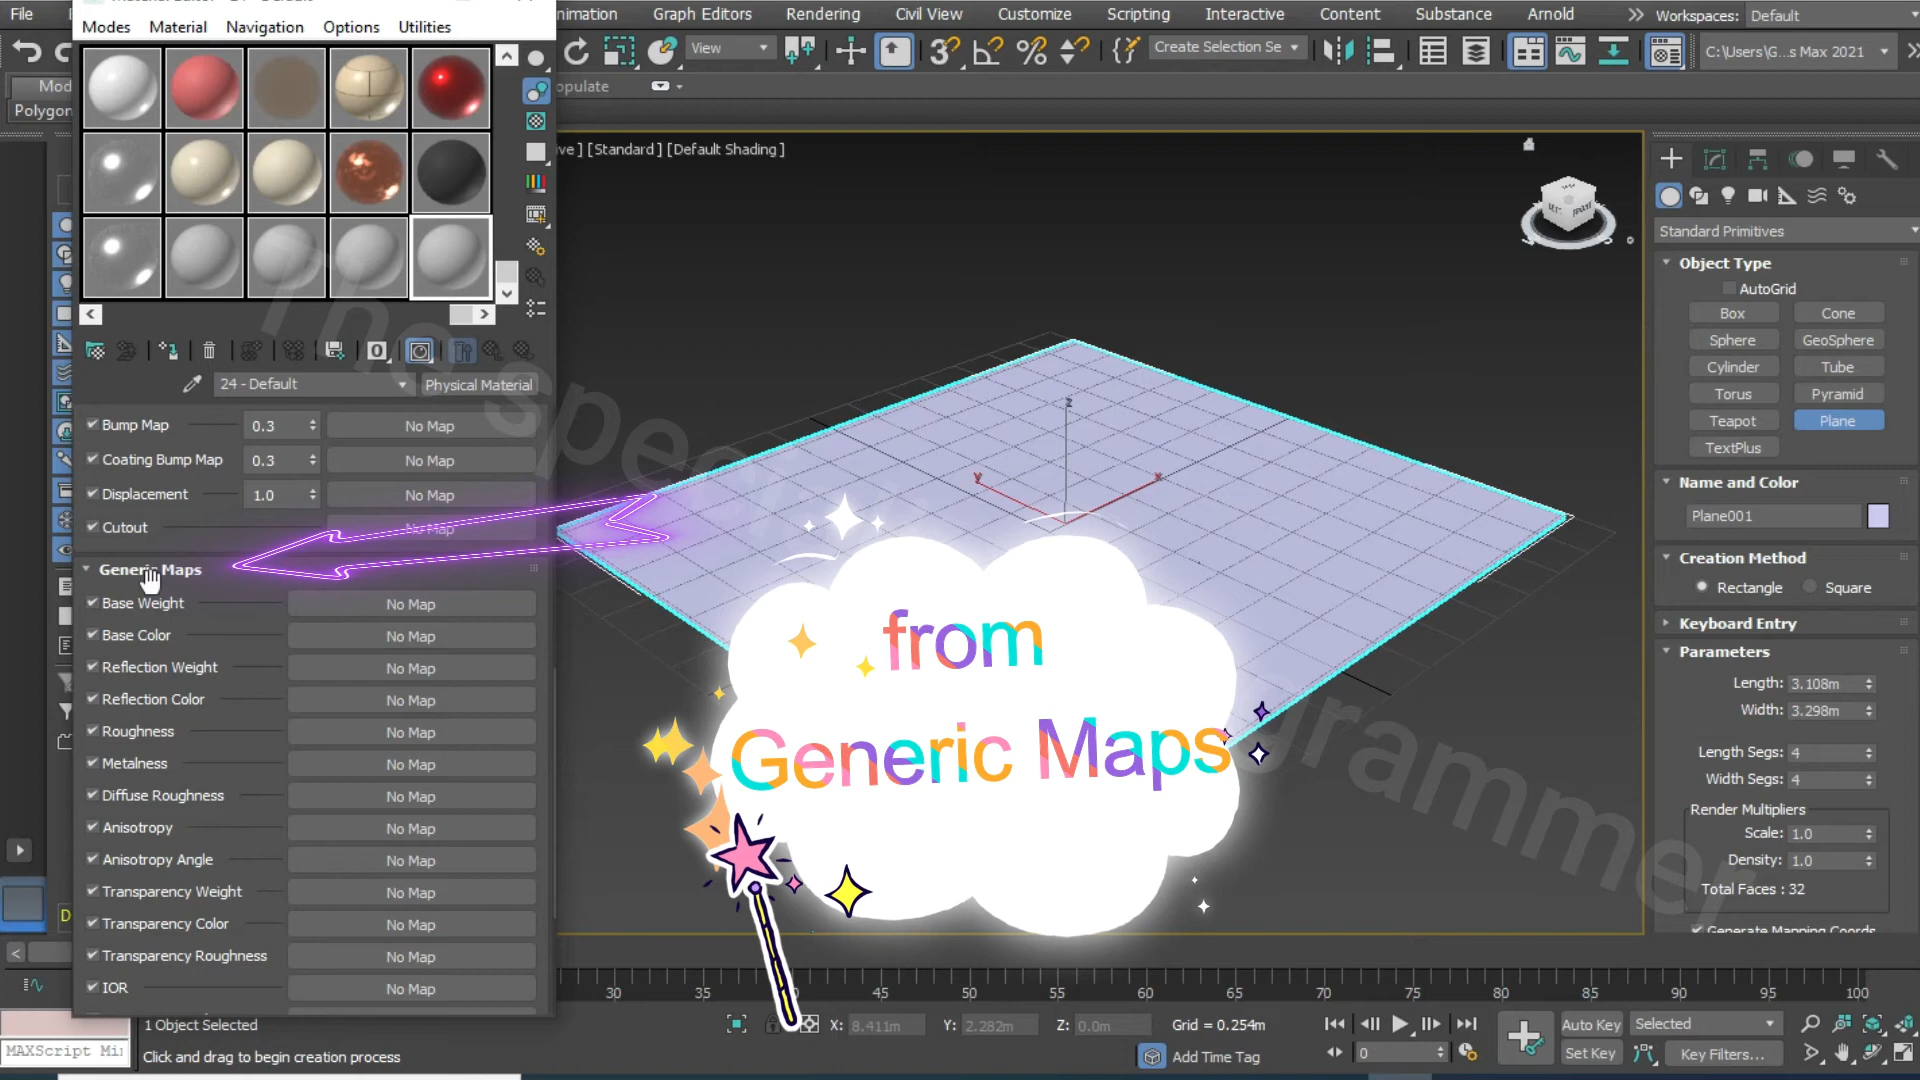 File
nimation
Graph Editors
Rendering
Civil View
Customize
Scripting
Interactive
Content
Substance
Arnold
Workspaces: Default
Modes
Material
Navigation
Options
Utilities
View
Create Selection Se
C:\Users\G...s Max 2021
Mod
opulate
Polygon
ive ] [Standard ] [Default Shading ]
Standard Primitives
Object Type
AutoGrid
Box
Cone
Sphere
GeoSphere
Cylinder
Tube
Torus
Pyramid
Teapot
Plane
TextPlus
Name and Color
Plane001
Creation Method
Rectangle
Square
Keyboard Entry
Parameters
Length: 3.108m
Width: 3.298m
Length Segs: 4
Width Segs: 4
Render Multipliers
Scale: 1.0
Density: 1.0
Total Faces : 32
Generate Mapping Coords
24 - Default
Physical Material
Bump Map 0.3 No Map
Coating Bump Map 0.3 No Map
Displacement 1.0 No Map
Cutout No Map
Generic Maps
Base Weight No Map
Base Color No Map
Reflection Weight No Map
Reflection Color No Map
Roughness No Map
Metalness No Map
Diffuse Roughness No Map
Anisotropy No Map
Anisotropy Angle No Map
Transparency Weight No Map
Transparency Color No Map
Transparency Roughness No Map
IOR No Map
z
y
x
from
Generic Maps
30 35 45 50 55 60 65 70 75 80 85 90 95 100
1 Object Selected
X: 8.411m
Y: 2.282m
Z: 0.0m
Grid = 0.254m
Auto Key
Selected
MAXScript Mi
Click and drag to begin creation process
Add Time Tag
0
Set Key
Key Filters...